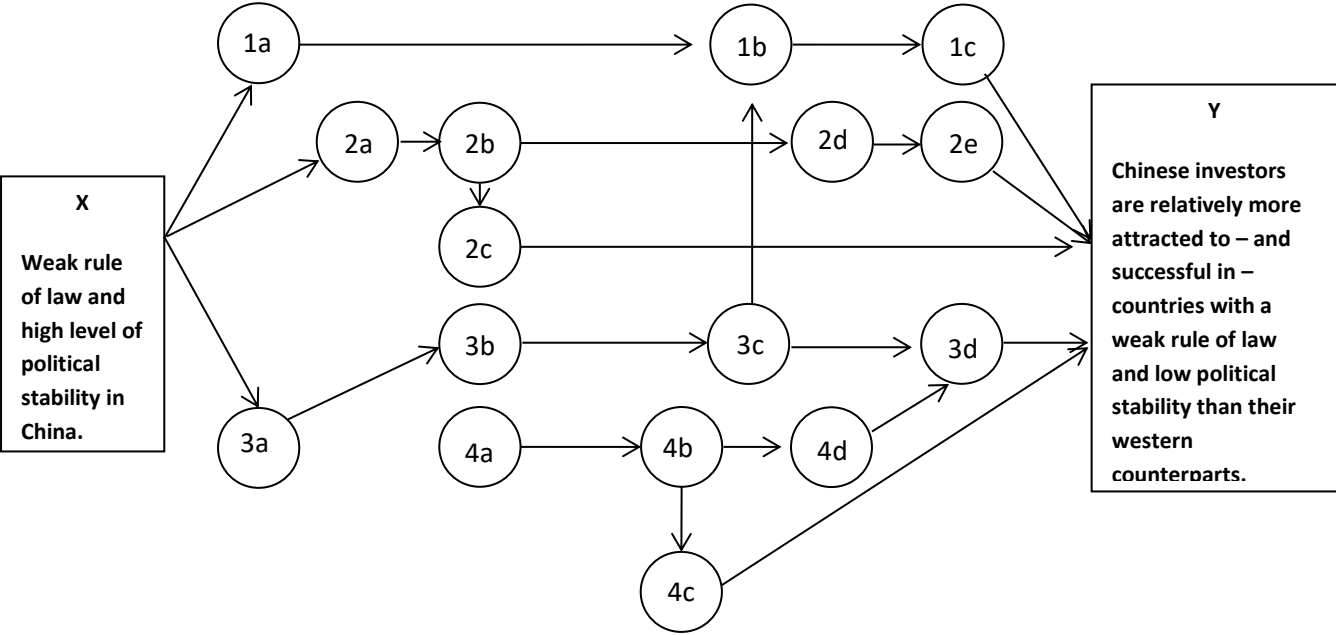 1a
1b
1c
2a
2b
2d
2e
2c
3b
3c
3d
3a
4a
4b
4d
4c
X
Weak rule
of law and
high level of
political
stability in
China.
Y
Chinese investors
are relatively more
attracted to – and
successful in –
countries with a
weak rule of law
and low political
stability than their
western
counterparts.